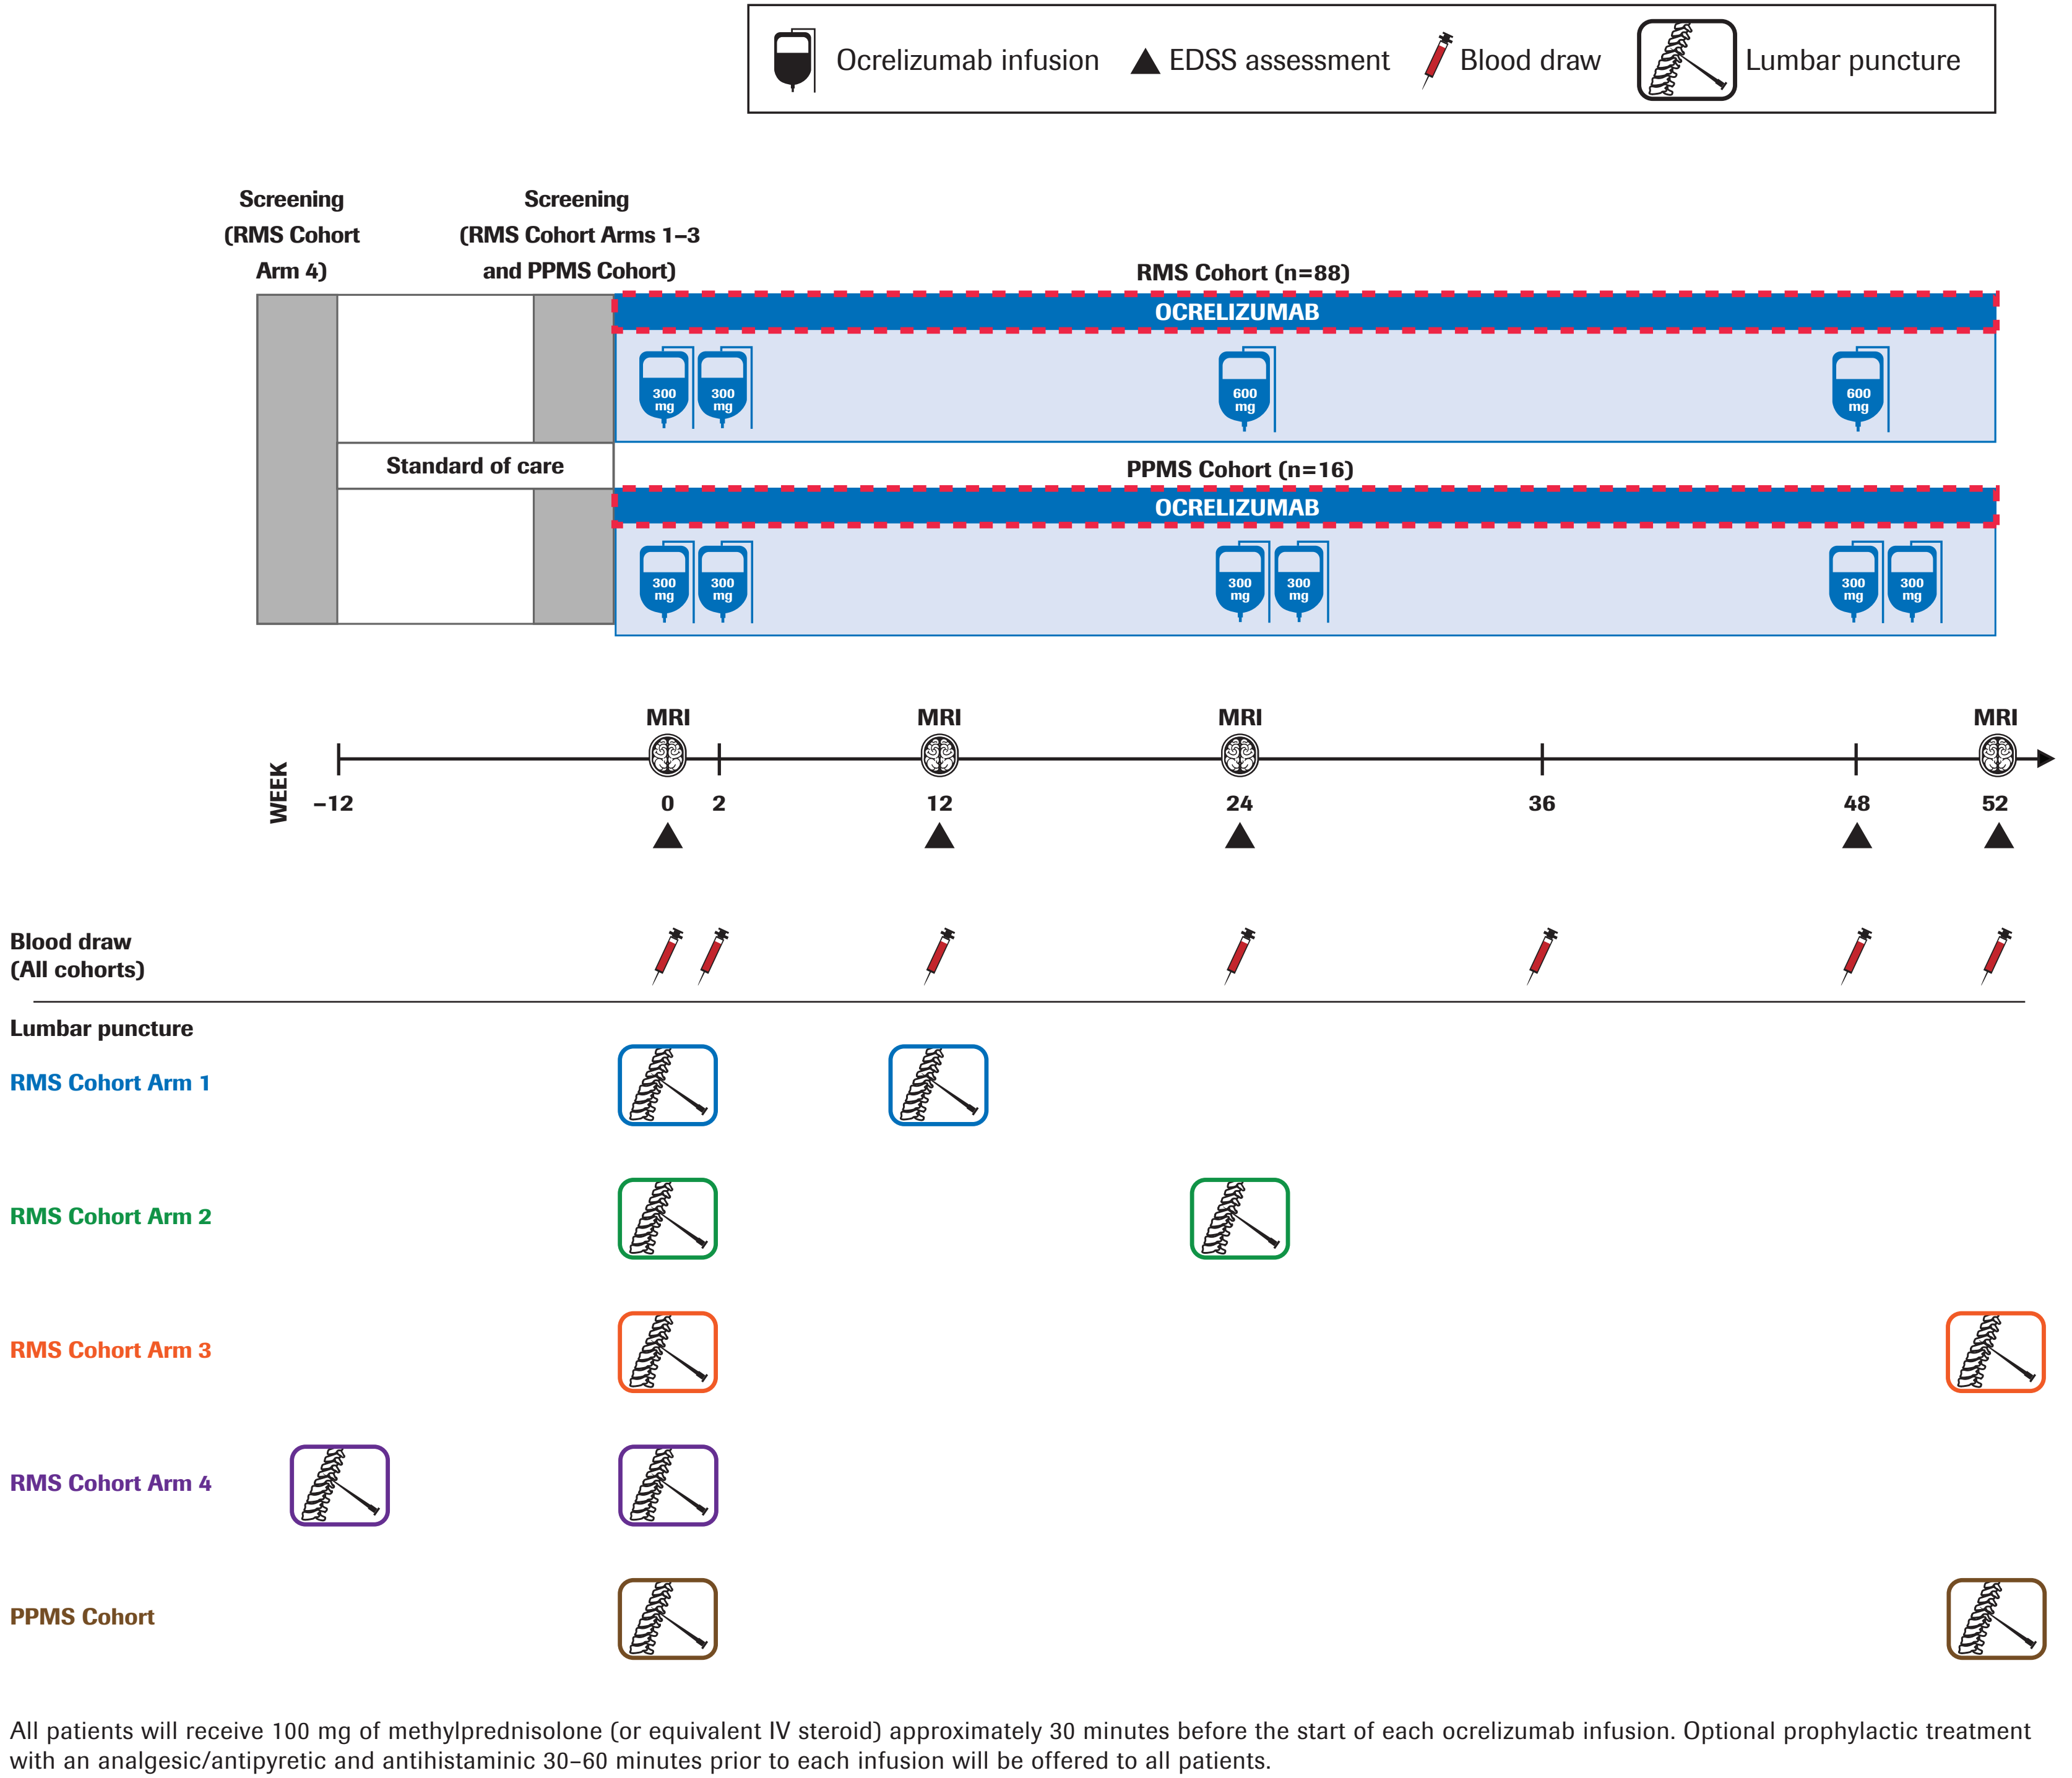 Ocrelizumab infusion
EDSS assessment
Blood draw
Lumbar puncture
Screening
(RMS Cohort
Arm 4)
Screening
(RMS Cohort Arms 1–3
and PPMS Cohort)
RMS Cohort (n=88)
OCRELIZUMAB
300
mg
300
mg
600
mg
600
mg
Standard of care
PPMS Cohort (n=16)
OCRELIZUMAB
300
mg
300
mg
300
mg
300
mg
300
mg
300
mg
MRI
MRI
MRI
MRI
WEEK
–12
0
2
12
24
36
48
52
Blood draw
(All cohorts)
Lumbar puncture
RMS Cohort Arm 1
RMS Cohort Arm 2
RMS Cohort Arm 3
RMS Cohort Arm 4
PPMS Cohort
All patients will receive 100 mg of methylprednisolone (or equivalent IV steroid) approximately 30 minutes before the start of each ocrelizumab infusion. Optional prophylactic treatment
with an analgesic/antipyretic and antihistaminic 30–60 minutes prior to each infusion will be offered to all patients.